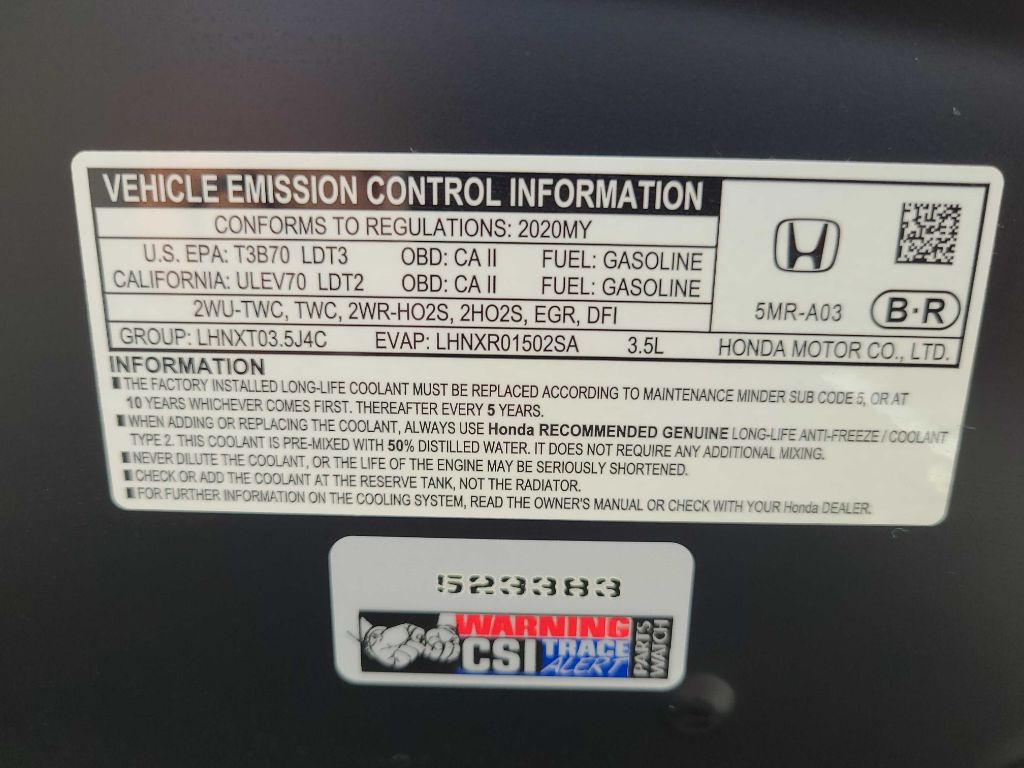 VEHICLE EMISSION CONTROL INFORMATION
CONFORMS TO REGULATIONS: 2020MY
U.S. EPA: T3B70 LDT3 OBD: CA II FUEL: GASOLINE
CALIFORNIA: ULEV70 LDT2 OBD: CA II FUEL: GASOLINE
2WU-TWC, TWC, 2WR-HO2S, 2HO2S, EGR, DFI
5MR-A03 B·R
GROUP: LHNXT03.5J4C EVAP: LHNXR01502SA 3.5L HONDA MOTOR CO., LTD.
INFORMATION
THE FACTORY INSTALLED LONG-LIFE COOLANT MUST BE REPLACED ACCORDING TO MAINTENANCE MINDER SUB CODE 5, OR AT
10 YEARS WHICHEVER COMES FIRST. THEREAFTER EVERY 5 YEARS.
WHEN ADDING OR REPLACING THE COOLANT, ALWAYS USE Honda RECOMMENDED GENUINE LONG-LIFE ANTI-FREEZE / COOLANT
TYPE 2. THIS COOLANT IS PRE-MIXED WITH 50% DISTILLED WATER. IT DOES NOT REQUIRE ANY ADDITIONAL MIXING.
NEVER DILUTE THE COOLANT, OR THE LIFE OF THE ENGINE MAY BE SERIOUSLY SHORTENED.
CHECK OR ADD THE COOLANT AT THE RESERVE TANK, NOT THE RADIATOR.
FOR FURTHER INFORMATION ON THE COOLING SYSTEM, READ THE OWNER'S MANUAL OR CHECK WITH YOUR Honda DEALER.
523383
WARNING
CSI TRACE
ALERT
PARTS
WATCH